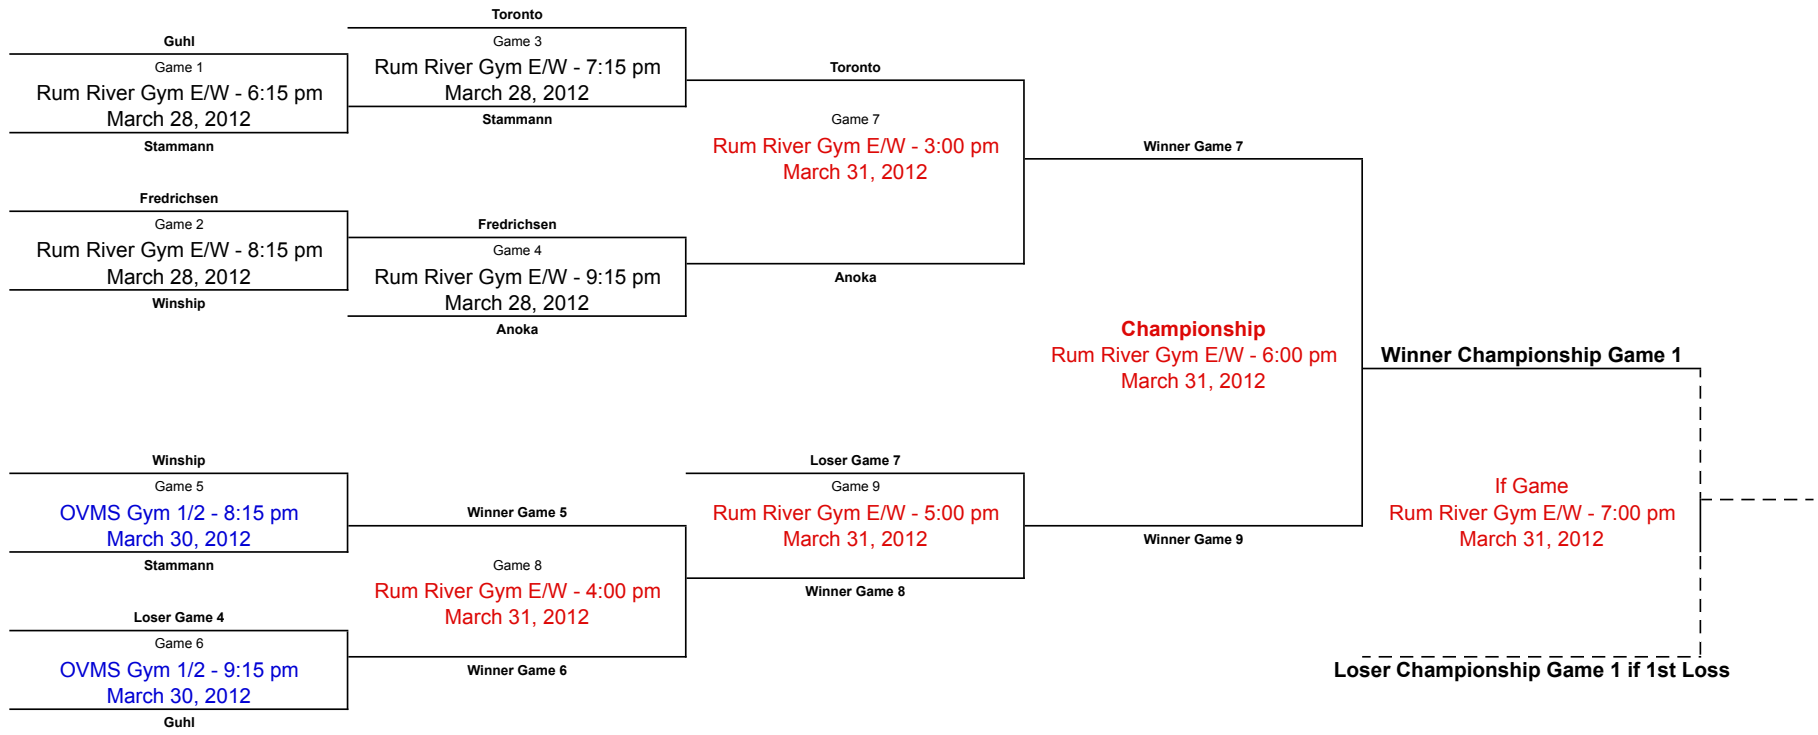 Toronto
Guhl
Game 3
Game 1
Rum River Gym E/W - 7:15 pm
Toronto
Rum River Gym E/W - 6:15 pm
March 28, 2012
March 28, 2012
Stammann
Game 7
Stammann
Rum River Gym E/W - 3:00 pm
Winner Game 7
March 31, 2012
Fredrichsen
Game 2
Fredrichsen
Rum River Gym E/W - 8:15 pm
Game 4
March 28, 2012
Rum River Gym E/W - 9:15 pm
Anoka
Winship
March 28, 2012
Anoka
Championship
Rum River Gym E/W - 6:00 pm
Winner Championship Game 1
March 31, 2012
Winship
Loser Game 7
Game 5
Game 9
If Game
OVMS Gym 1/2 - 8:15 pm
Winner Game 5
Rum River Gym E/W - 5:00 pm
Rum River Gym E/W - 7:00 pm
March 30, 2012
March 31, 2012
Winner Game 9
March 31, 2012
Stammann
Game 8
Rum River Gym E/W - 4:00 pm
Winner Game 8
March 31, 2012
Loser Game 4
Game 6
OVMS Gym 1/2 - 9:15 pm
Winner Game 6
Loser Championship Game 1 if 1st Loss
March 30, 2012
Guhl